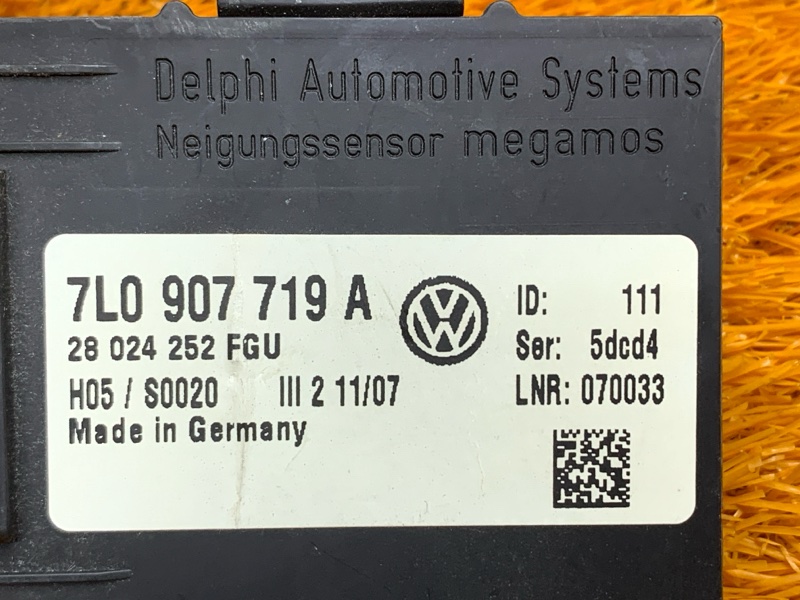 Delphi Automotive Systems
Neigungssensor megamos
7L0 907 719 A
28 024 252 FGU
H05 / S0020 III 2 11/07
Made in Germany
VW
ID: 111
Ser: 5dcd4
LNR: 070033